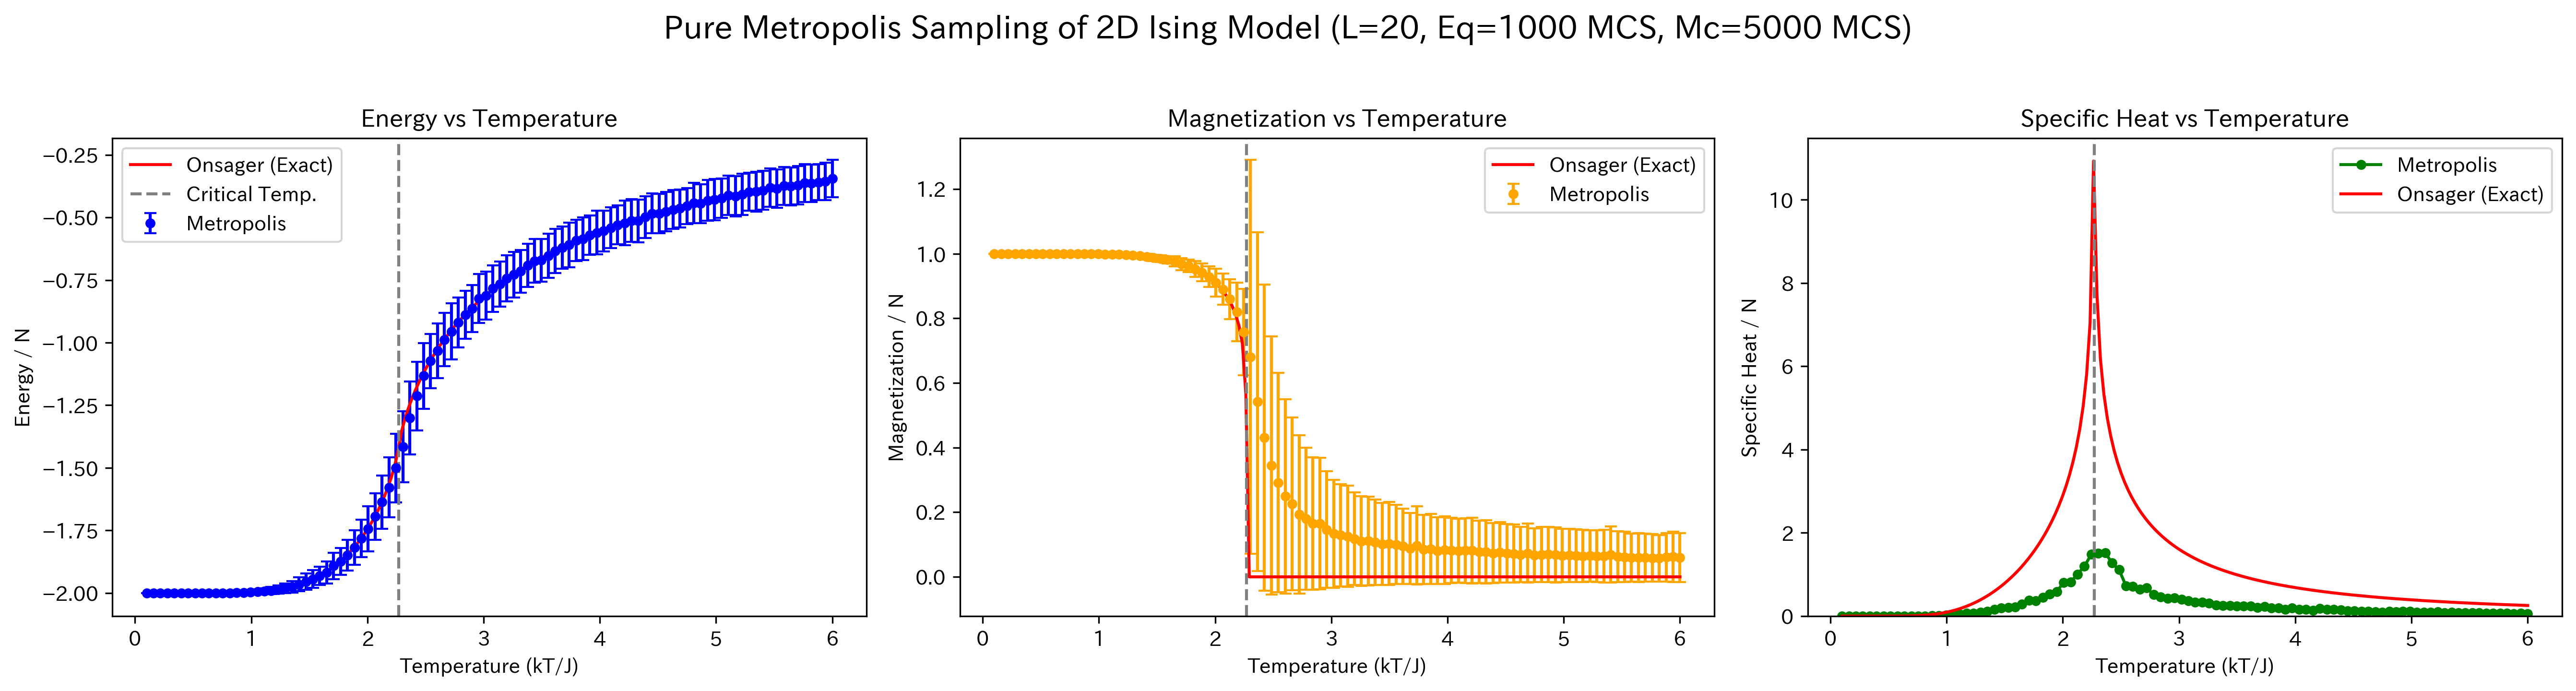 Pure Metropolis Sampling of 2D Ising Model (L=20, Eq=1000 MCS, Mc=5000 MCS)
Energy vs Temperature
Onsager (Exact)
Critical Temp.
Metropolis
−0.25
−0.50
−0.75
−1.00
−1.25
−1.50
−1.75
−2.00
Energy / N
0 1 2 3 4 5 6
Temperature (kT/J)
Magnetization vs Temperature
Onsager (Exact)
Metropolis
1.2
1.0
0.8
0.6
0.4
0.2
0.0
Magnetization / N
0 1 2 3 4 5 6
Temperature (kT/J)
Specific Heat vs Temperature
Metropolis
Onsager (Exact)
10
8
6
4
2
0
Specific Heat / N
0 1 2 3 4 5 6
Temperature (kT/J)